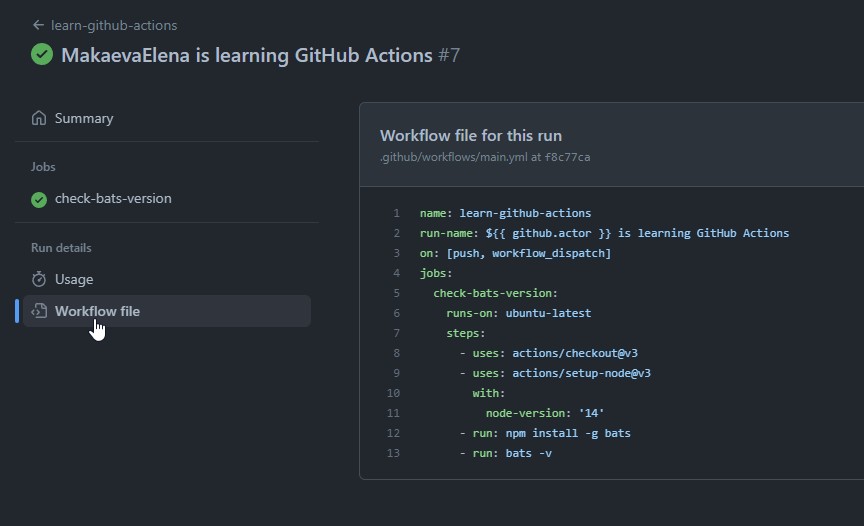 ← learn-github-actions
MakaevaElena is learning GitHub Actions #7
Summary
Jobs
check-bats-version
Run details
Usage
Workflow file
Workflow file for this run
.github/workflows/main.yml at f8c77ca
1 name: learn-github-actions
2 run-name: ${{ github.actor }} is learning GitHub Actions
3 on: [push, workflow_dispatch]
4 jobs:
5   check-bats-version:
6     runs-on: ubuntu-latest
7     steps:
8       - uses: actions/checkout@v3
9       - uses: actions/setup-node@v3
10         with:
11           node-version: '14'
12       - run: npm install -g bats
13       - run: bats -v